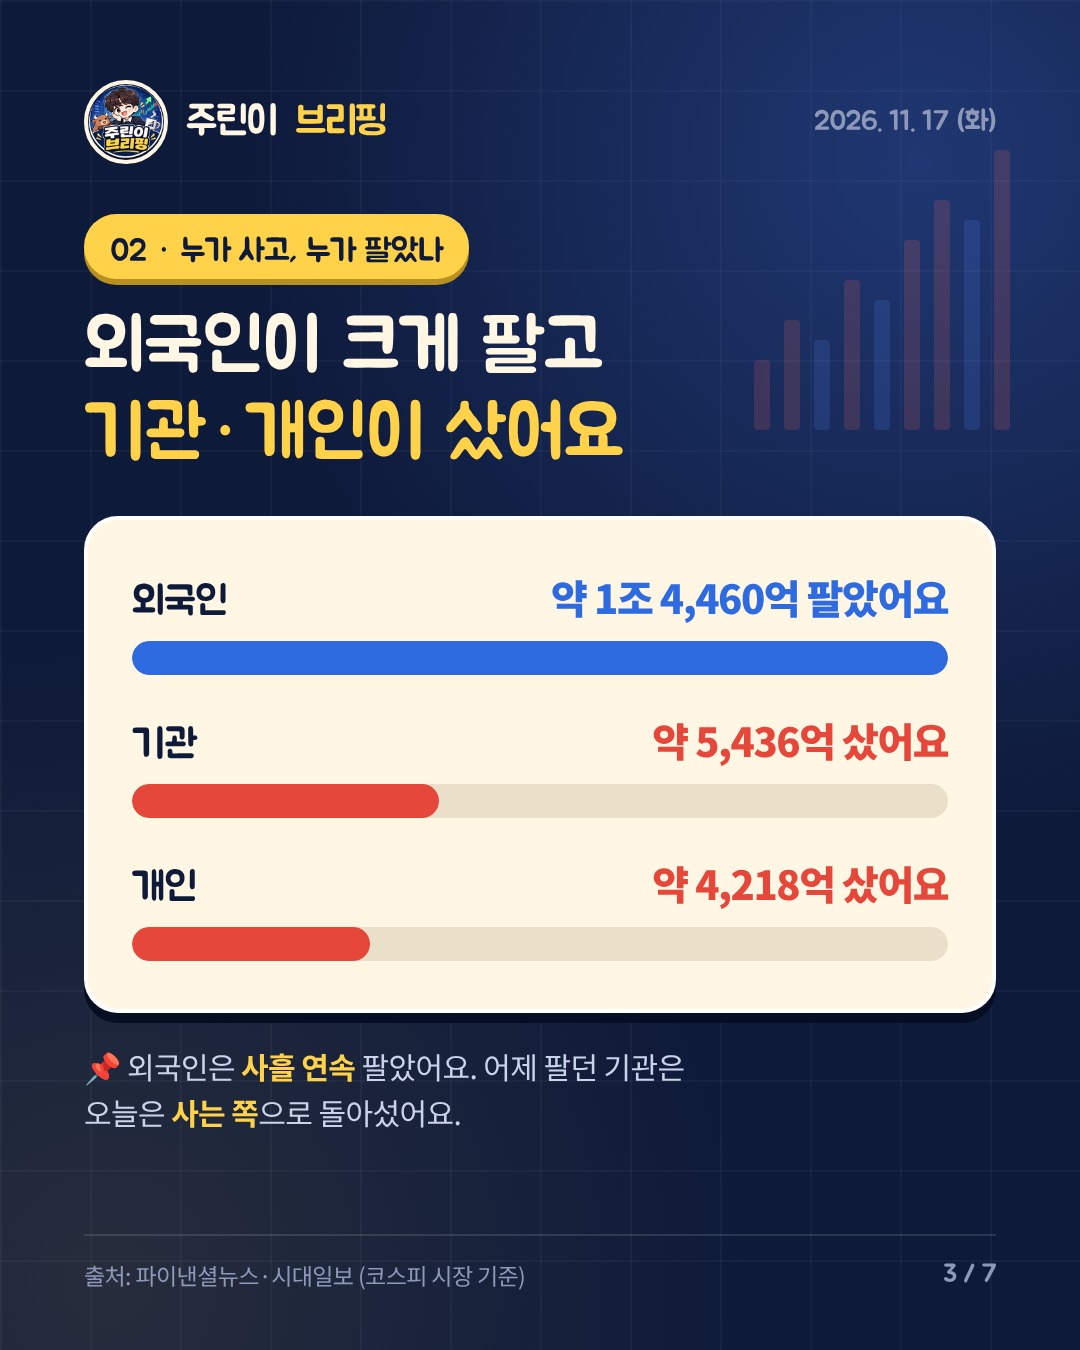 주린이
브리핑
주린이 브리핑
2026. 11. 17 (화)
02 · 누가 사고, 누가 팔았나
외국인이 크게 팔고
기관·개인이 샀어요
외국인
약 1조 4,460억 팔았어요
기관
약 5,436억 샀어요
개인
약 4,218억 샀어요
📌 외국인은 사흘 연속 팔았어요. 어제 팔던 기관은
오늘은 사는 쪽으로 돌아섰어요.
출처: 파이낸셜뉴스·시대일보 (코스피 시장 기준)
3 / 7